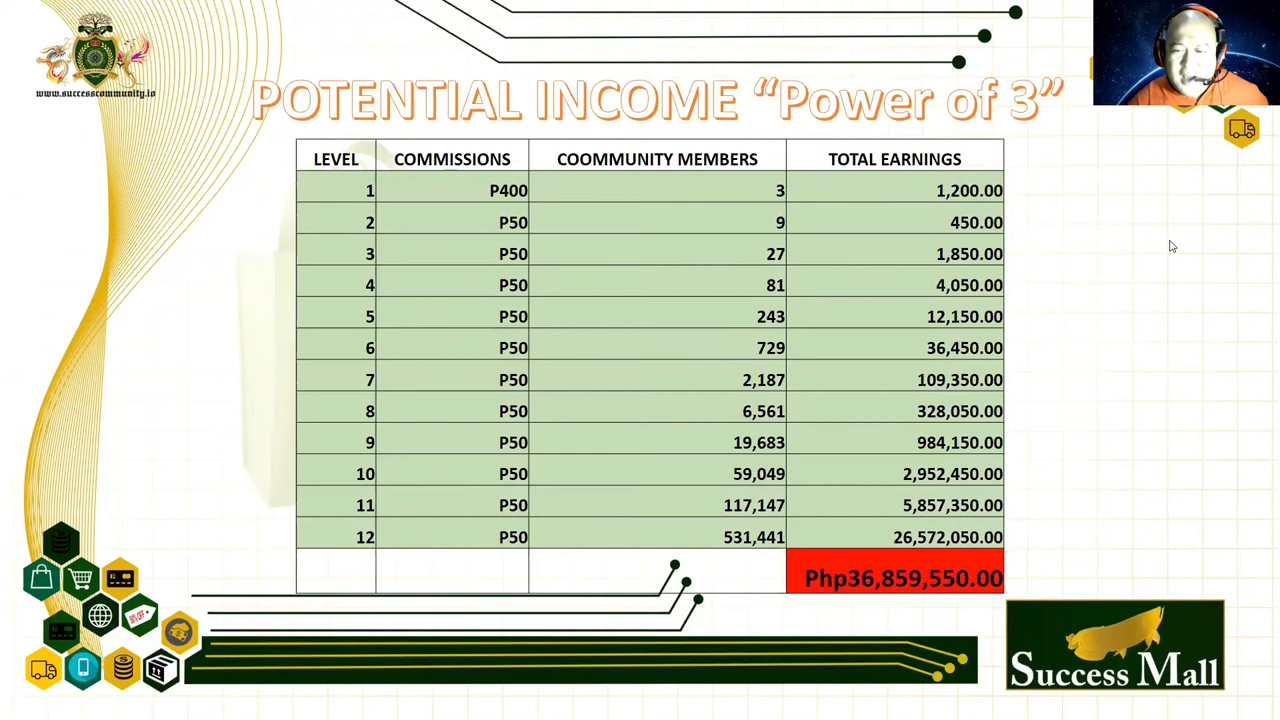 www.successcommunity.io
POTENTIAL INCOME “Power of 3”
LEVEL COMMISSIONS COOMMUNITY MEMBERS TOTAL EARNINGS
1 P400 3 1,200.00
2 P50 9 450.00
3 P50 27 1,850.00
4 P50 81 4,050.00
5 P50 243 12,150.00
6 P50 729 36,450.00
7 P50 2,187 109,350.00
8 P50 6,561 328,050.00
9 P50 19,683 984,150.00
10 P50 59,049 2,952,450.00
11 P50 117,147 5,857,350.00
12 P50 531,441 26,572,050.00
Php36,859,550.00
50% OFF
Success Mall